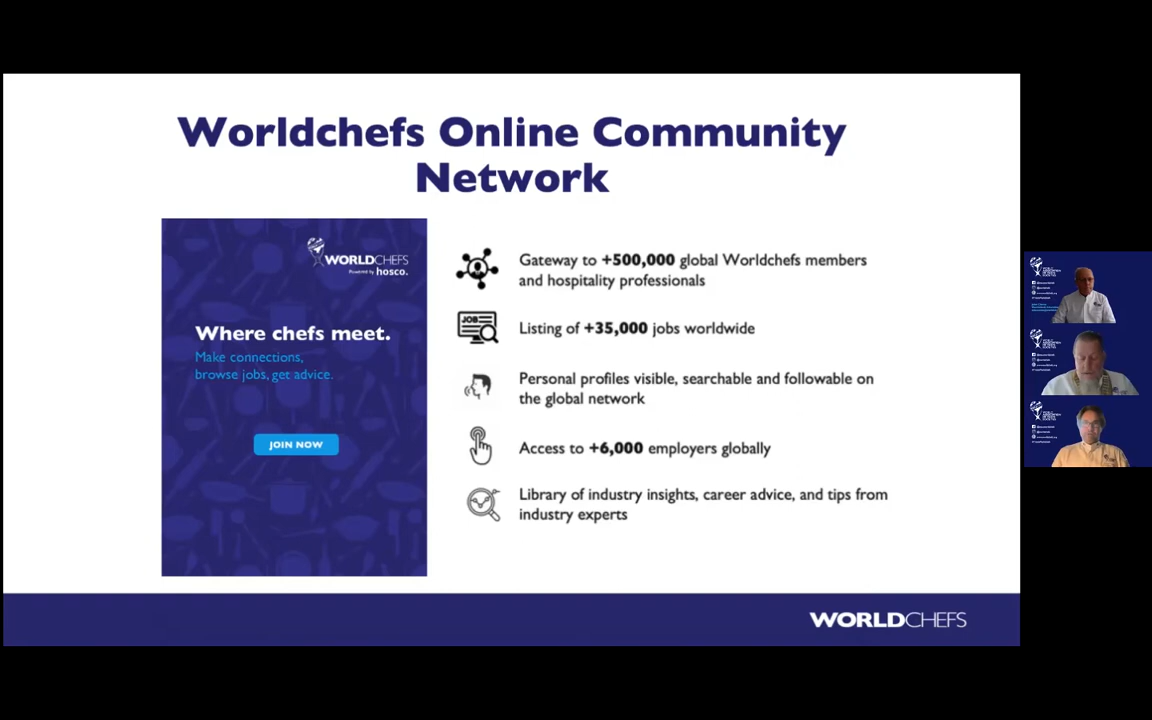 Worldchefs Online Community
Network
WORLDCHEFS
Powered by hosco.
Where chefs meet.
Make connections,
browse jobs, get advice.
JOIN NOW
Gateway to +500,000 global Worldchefs members
and hospitality professionals
JOB
Listing of +35,000 jobs worldwide
Personal profiles visible, searchable and followable on
the global network
Access to +6,000 employers globally
Library of industry insights, career advice, and tips from
industry experts
WORLDCHEFS